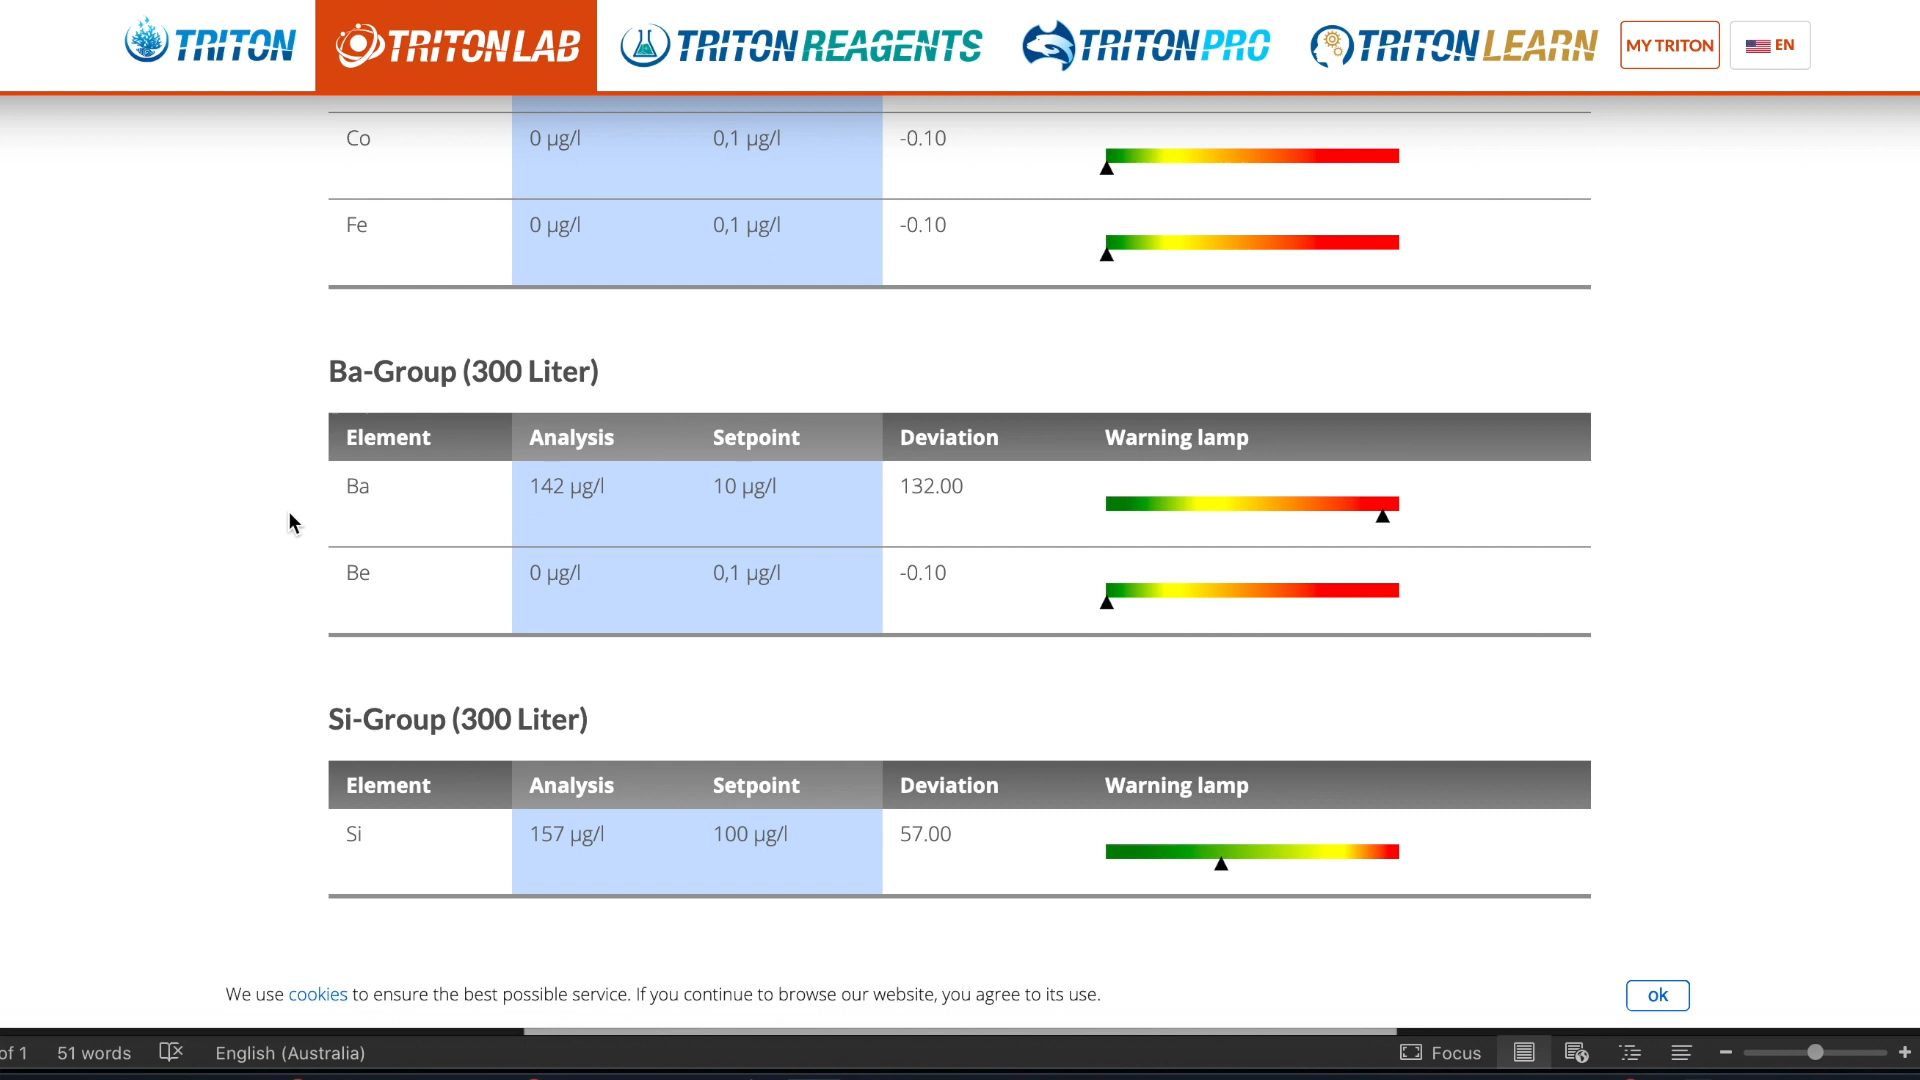 TRITON TRITON LAB TRITON REAGENTS TRITON PRO TRITON LEARN MY TRITON EN
Co 0 µg/l 0,1 µg/l -0.10
Fe 0 µg/l 0,1 µg/l -0.10
Ba-Group (300 Liter)
Element Analysis Setpoint Deviation Warning lamp
Ba 142 µg/l 10 µg/l 132.00
Be 0 µg/l 0,1 µg/l -0.10
Si-Group (300 Liter)
Element Analysis Setpoint Deviation Warning lamp
Si 157 µg/l 100 µg/l 57.00
We use cookies to ensure the best possible service. If you continue to browse our website, you agree to its use. ok
of 1 51 words English (Australia) Focus